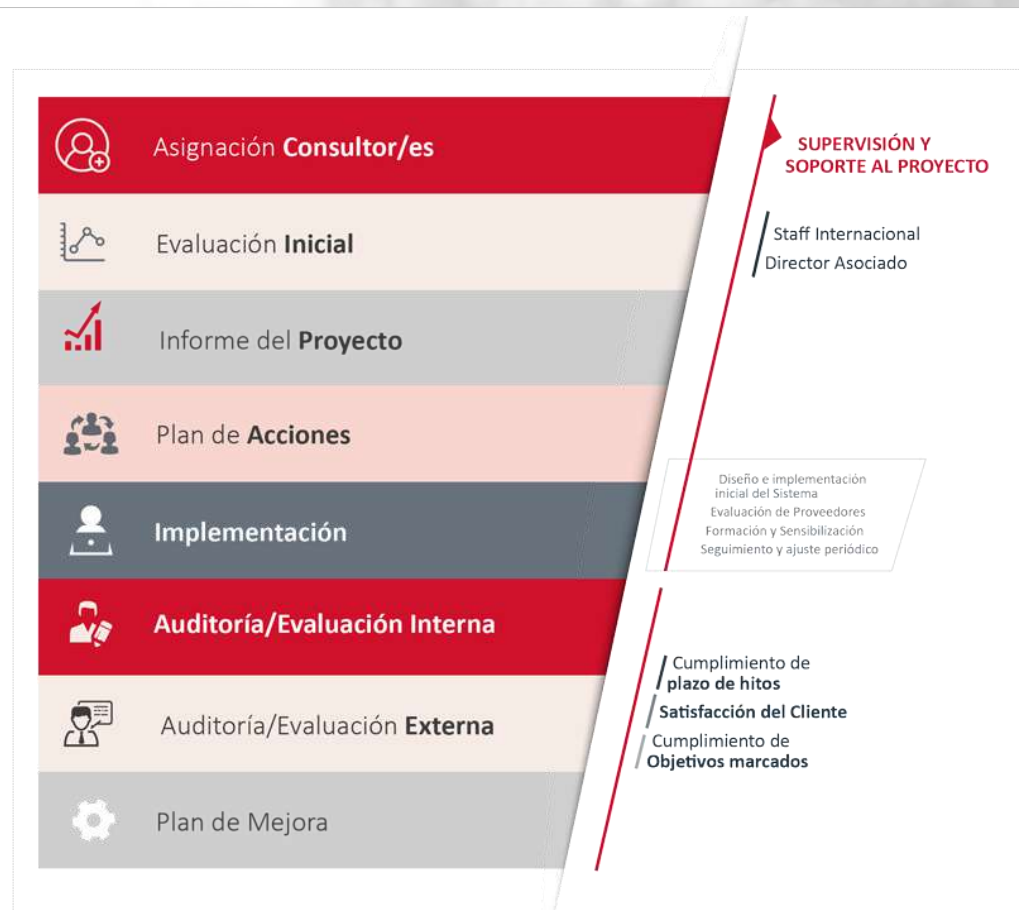 Asignación Consultor/es
Evaluación Inicial
Informe del Proyecto
Plan de Acciones
Implementación
Auditoría/Evaluación Interna
Auditoría/Evaluación Externa
Plan de Mejora
SUPERVISIÓN Y
SOPORTE AL PROYECTO
Staff Internacional
Director Asociado
Diseño e implementación
inicial del Sistema
Evaluación de Proveedores
Formación y Sensibilización
Seguimiento y ajuste periódico
Cumplimiento de
plazo de hitos
Satisfacción del Cliente
Cumplimiento de
Objetivos marcados